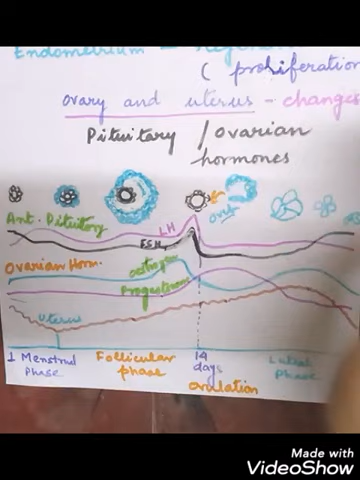 Endometrium -
( proliferation
ovary and uterus - changes
Pituitary / ovarian
hormones
ovum
Ant. Pituitary
LH
FSH
Ovarian Horm.
oestrogen
Progesterone
Uterus
1 Menstrual
Phase
Follicular
phase
14
days
ovulation
Luteal
Phase
Made with
VideoShow